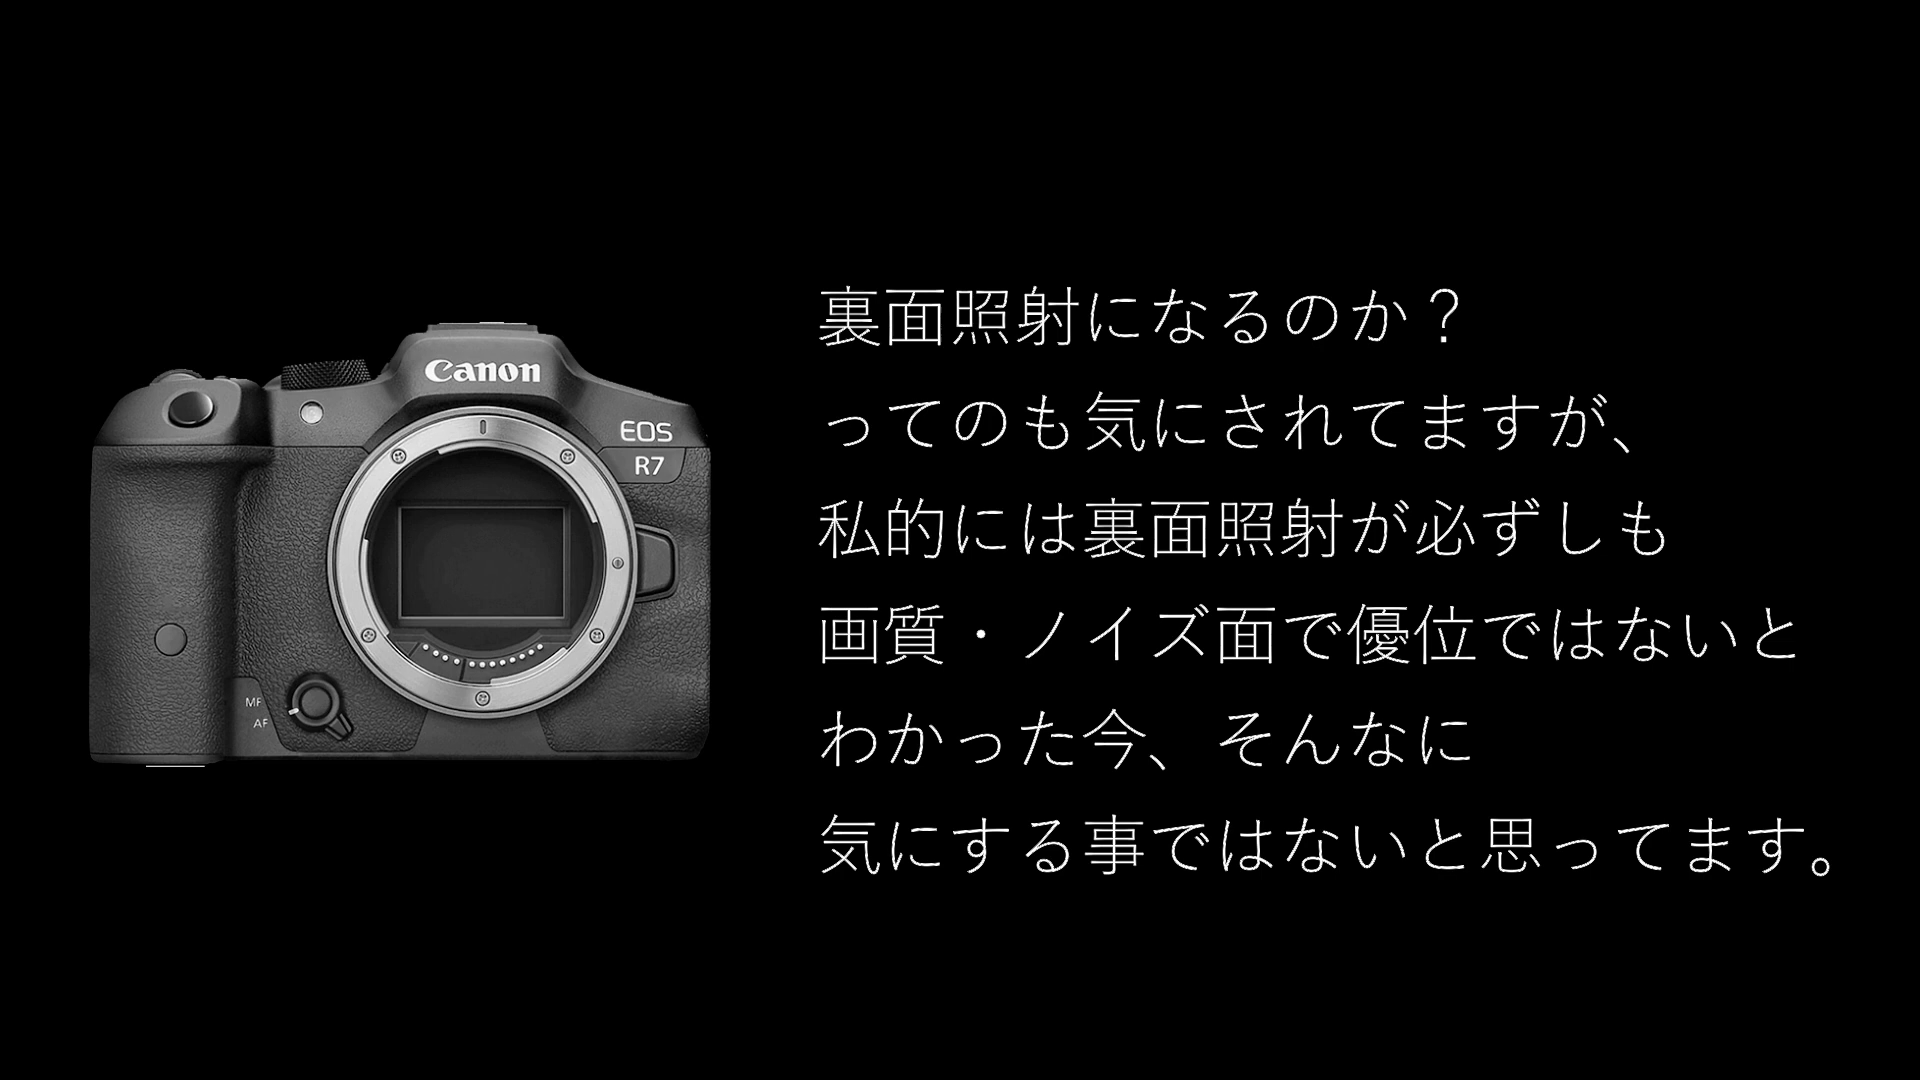 Canon
EOS
R7
MF
AF
裏面照射になるのか？
ってのも気にされてますが、
私的には裏面照射が必ずしも
画質・ノイズ面で優位ではないと
わかった今、そんなに
気にする事ではないと思ってます。